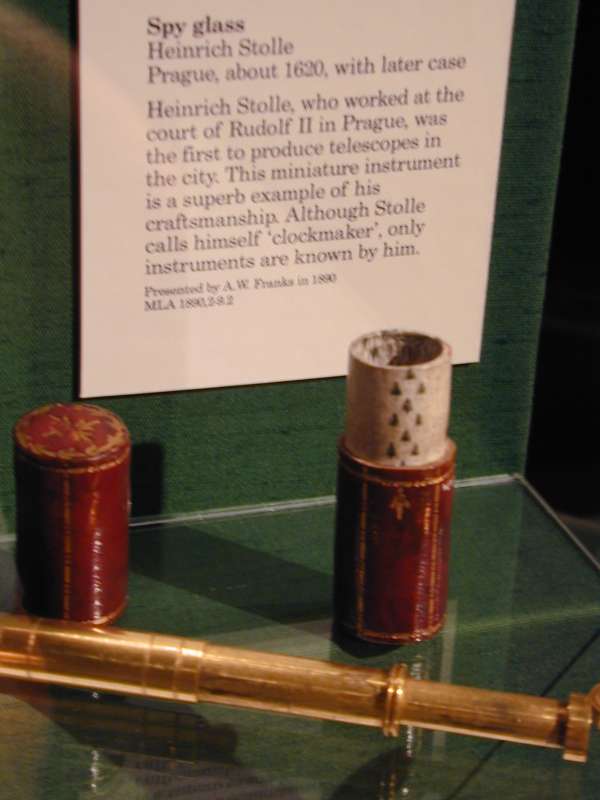 Spy glass
Heinrich Stolle
Prague, about 1620, with later case
Heinrich Stolle, who worked at the
court of Rudolf II in Prague, was
the first to produce telescopes in
the city. This miniature instrument
is a superb example of his
craftsmanship. Although Stolle
calls himself ‘clockmaker’, only
instruments are known by him.
Presented by A.W. Franks in 1890
MLA 1890,2-8.2